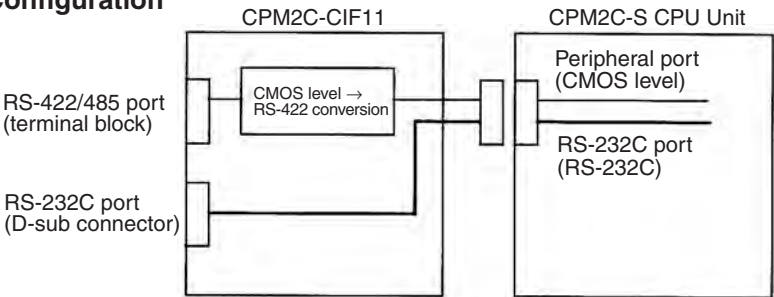 Configuration
CPM2C-CIF11
CPM2C-S CPU Unit
RS-422/485 port
(terminal block)
CMOS level →
RS-422 conversion
Peripheral port
(CMOS level)
RS-232C port
(RS-232C)
RS-232C port
(D-sub connector)